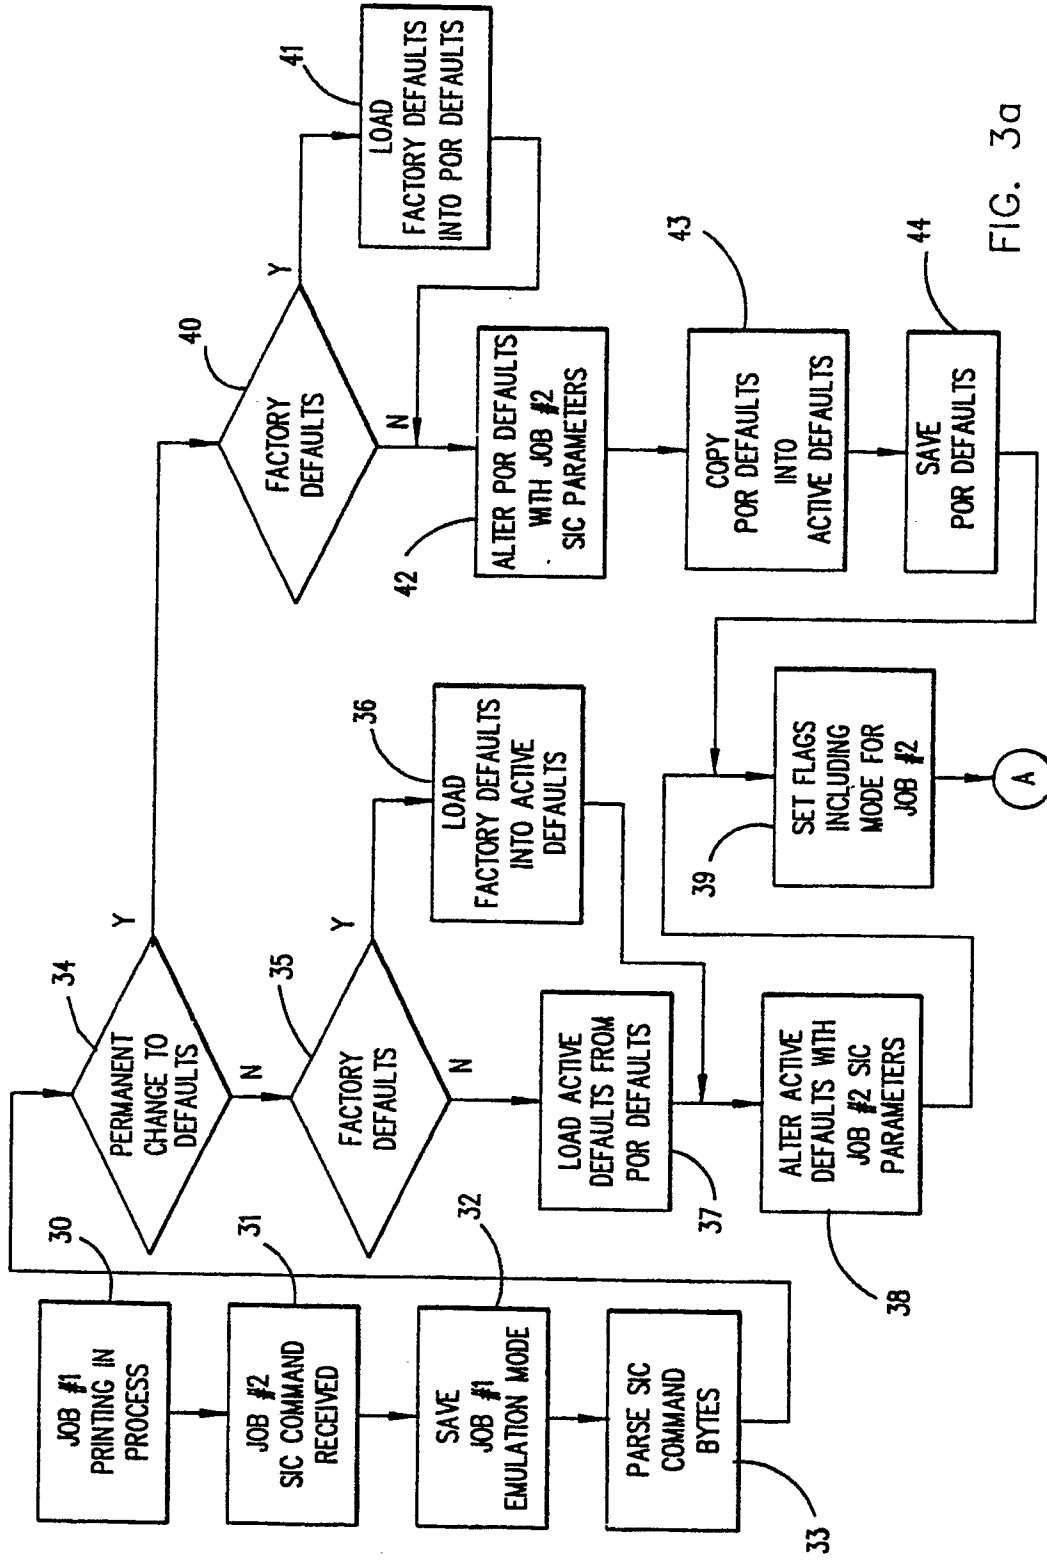 30
JOB #1
PRINTING IN
PROCESS
31
JOB #2
SIC COMMAND
RECEIVED
32
SAVE
JOB #1
EMULATION MODE
33
PARSE SIC
COMMAND
BYTES
34
PERMANENT
CHANGE TO
DEFAULTS
Y
N
35
FACTORY
DEFAULTS
Y
N
36
LOAD
FACTORY DEFAULTS
INTO ACTIVE
DEFAULTS
37
LOAD ACTIVE
DEFAULTS FROM
POR DEFAULTS
38
ALTER ACTIVE
DEFAULTS WITH
JOB #2 SIC
PARAMETERS
39
SET FLAGS
INCLUDING
MODE FOR
JOB #2
A
40
FACTORY
DEFAULTS
Y
N
41
LOAD
FACTORY DEFAULTS
INTO POR DEFAULTS
42
ALTER POR DEFAULTS
WITH JOB #2
SIC PARAMETERS
43
COPY
POR DEFAULTS
INTO
ACTIVE DEFAULTS
44
SAVE
POR DEFAULTS
FIG. 3a